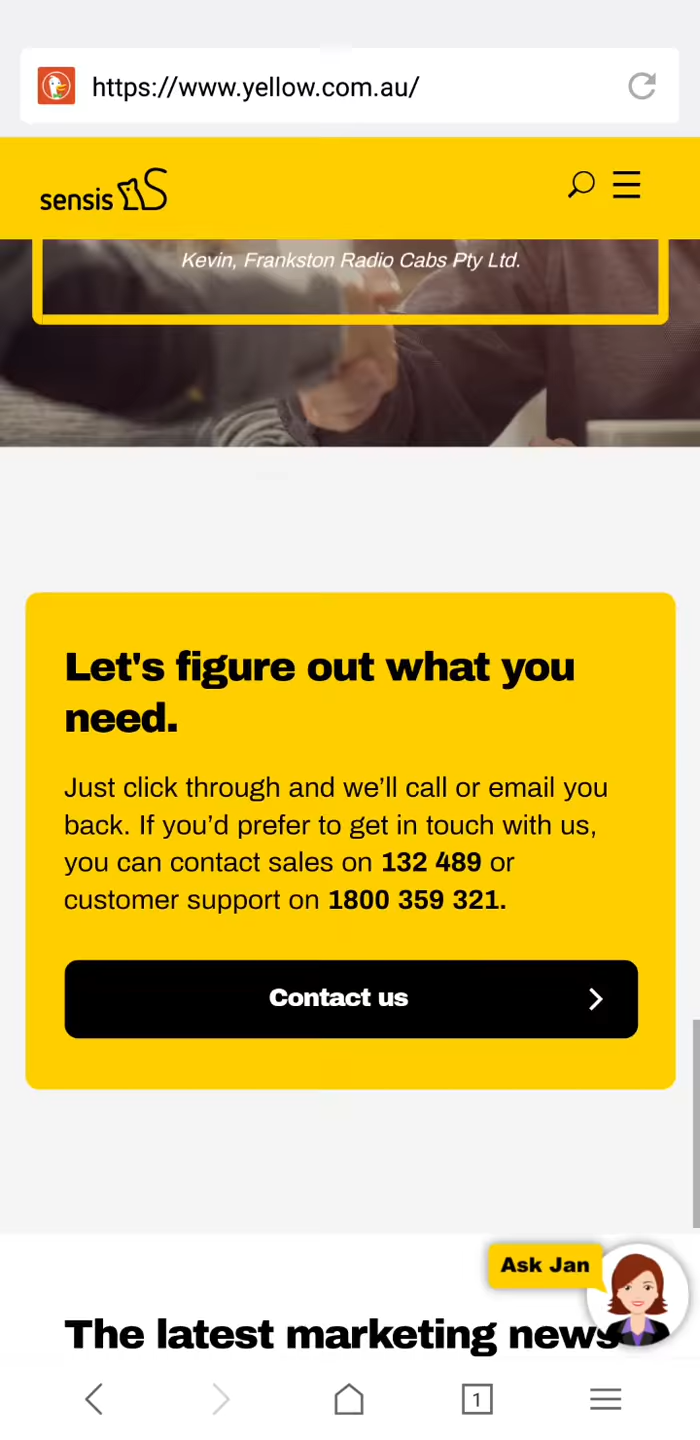 https://www.yellow.com.au/
sensis
Kevin, Frankston Radio Cabs Pty Ltd.
Let's figure out what you
need.
Just click through and we’ll call or email you
back. If you’d prefer to get in touch with us,
you can contact sales on 132 489 or
customer support on 1800 359 321.
Contact us
Ask Jan
The latest marketing news
1